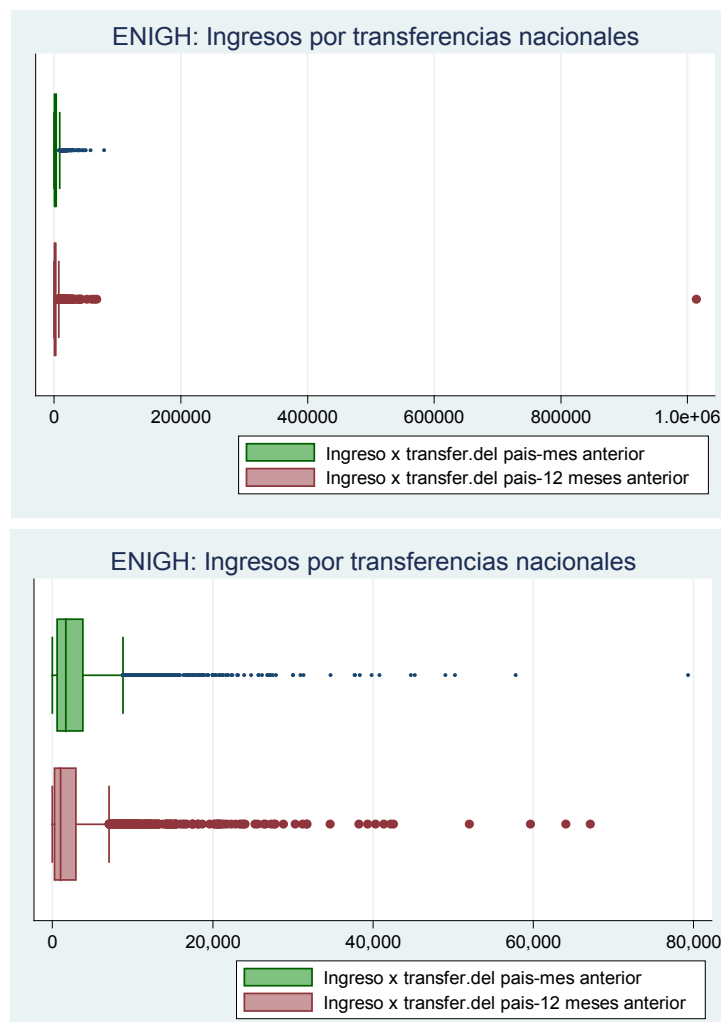 ENIGH: Ingresos por transferencias nacionales
0 200000 400000 600000 800000 1.0e+06
Ingreso x transfer.del pais-mes anterior
Ingreso x transfer.del pais-12 meses anterior
ENIGH: Ingresos por transferencias nacionales
0 20,000 40,000 60,000 80,000
Ingreso x transfer.del pais-mes anterior
Ingreso x transfer.del pais-12 meses anterior